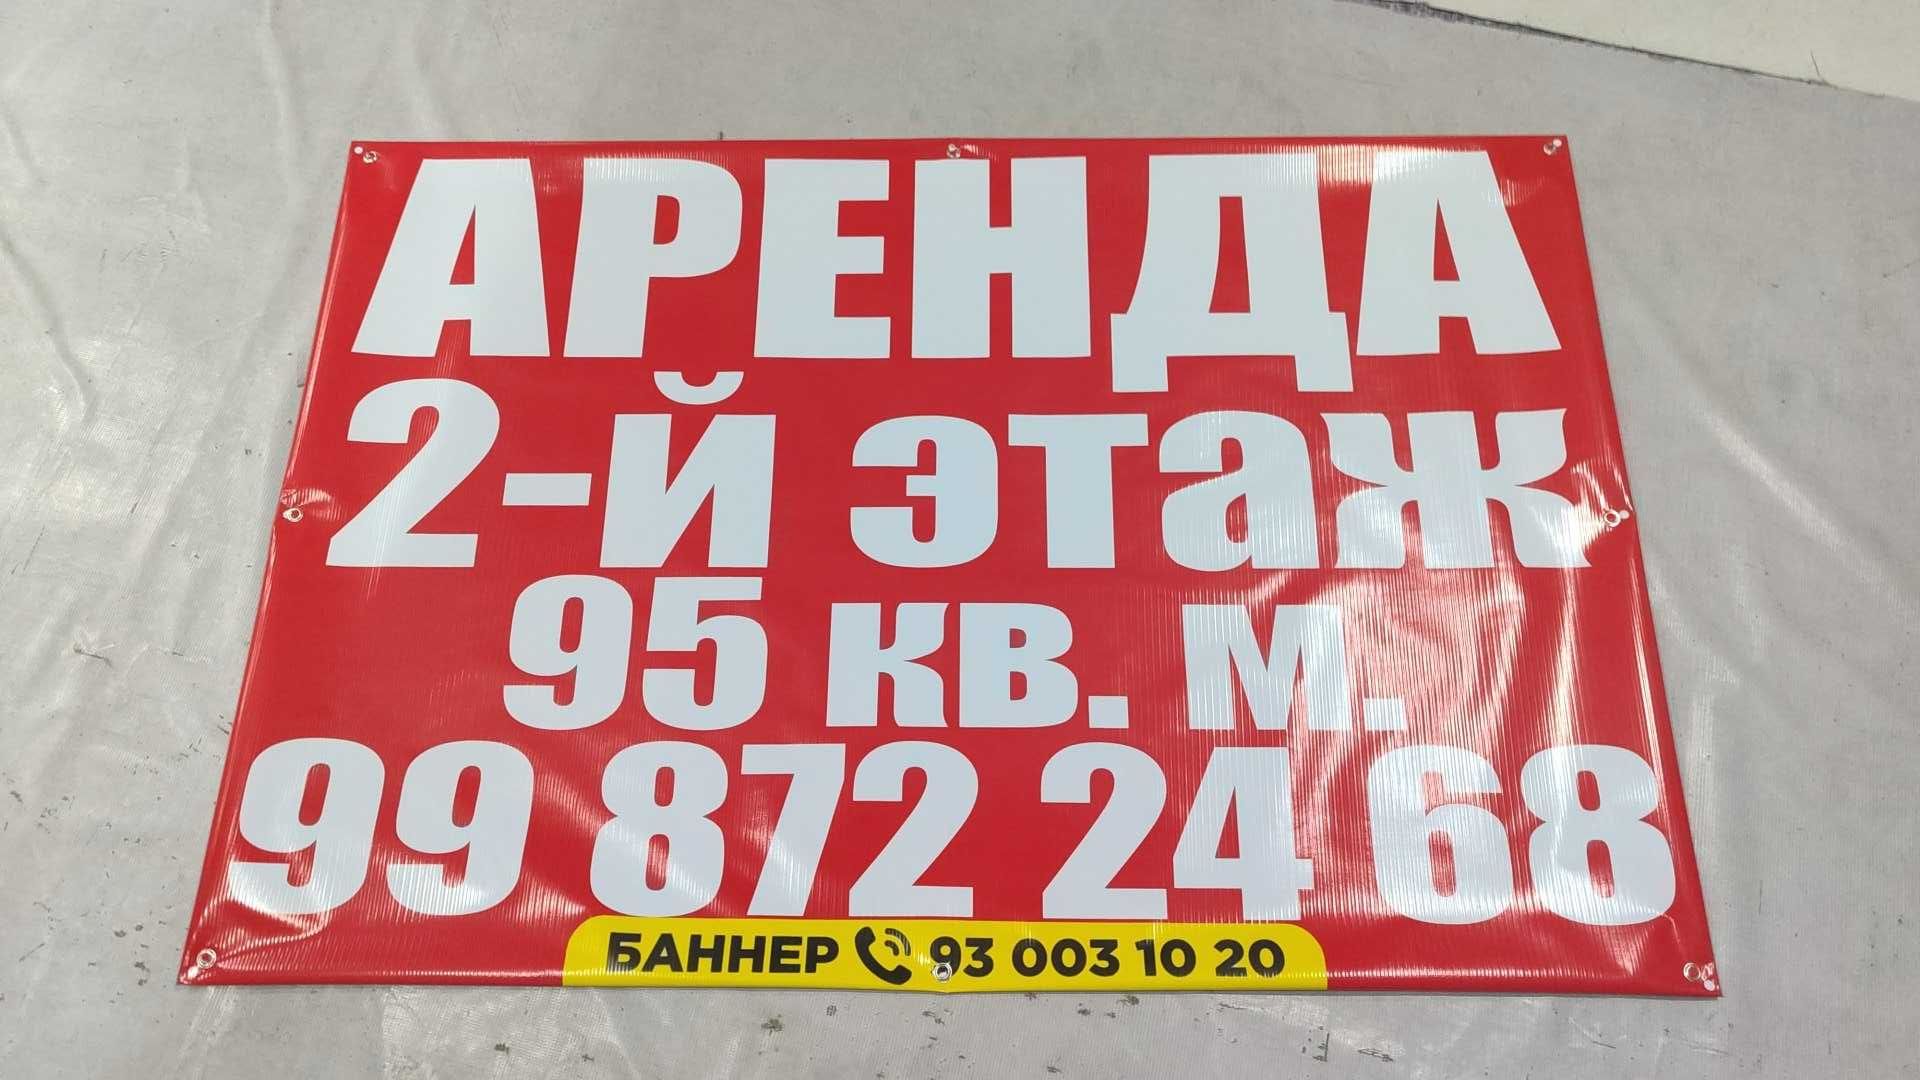 АРЕНДА
2-й этаж
95 кв. м.
99 872 24 68
БАННЕР 93 003 10 20